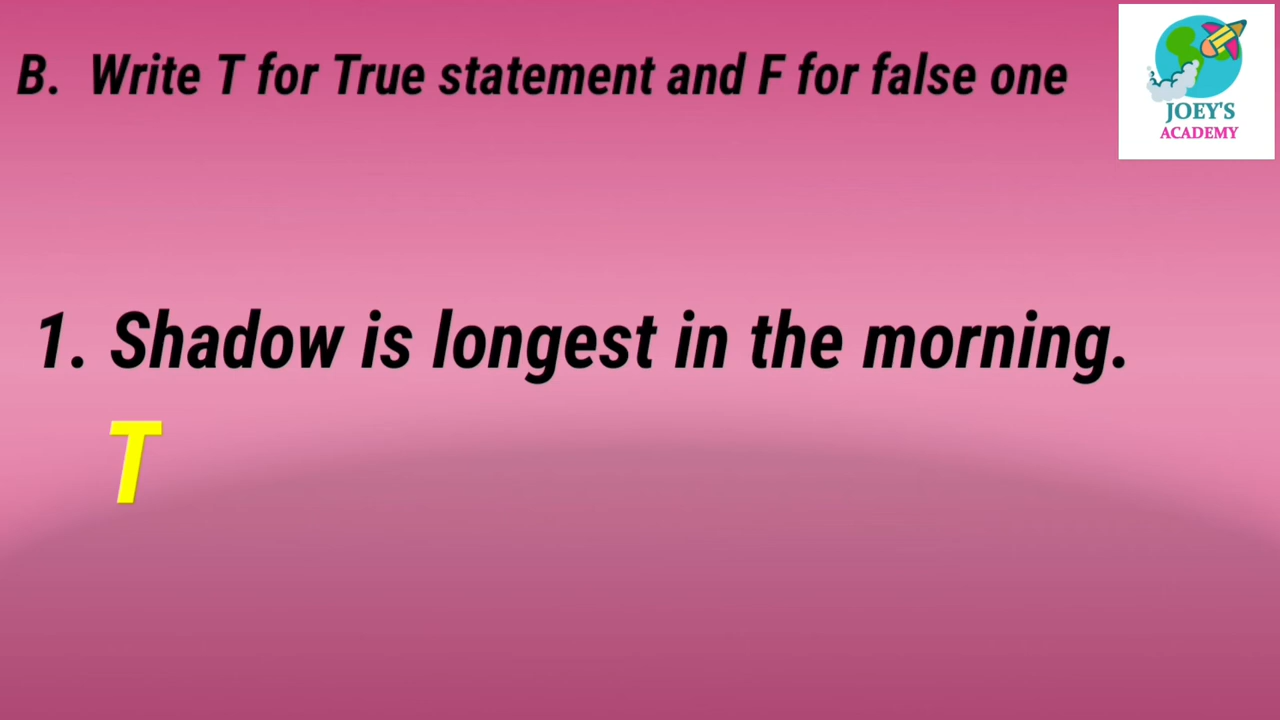 B. Write T for True statement and F for false one
JOEY'S
ACADEMY
1. Shadow is longest in the morning.
T